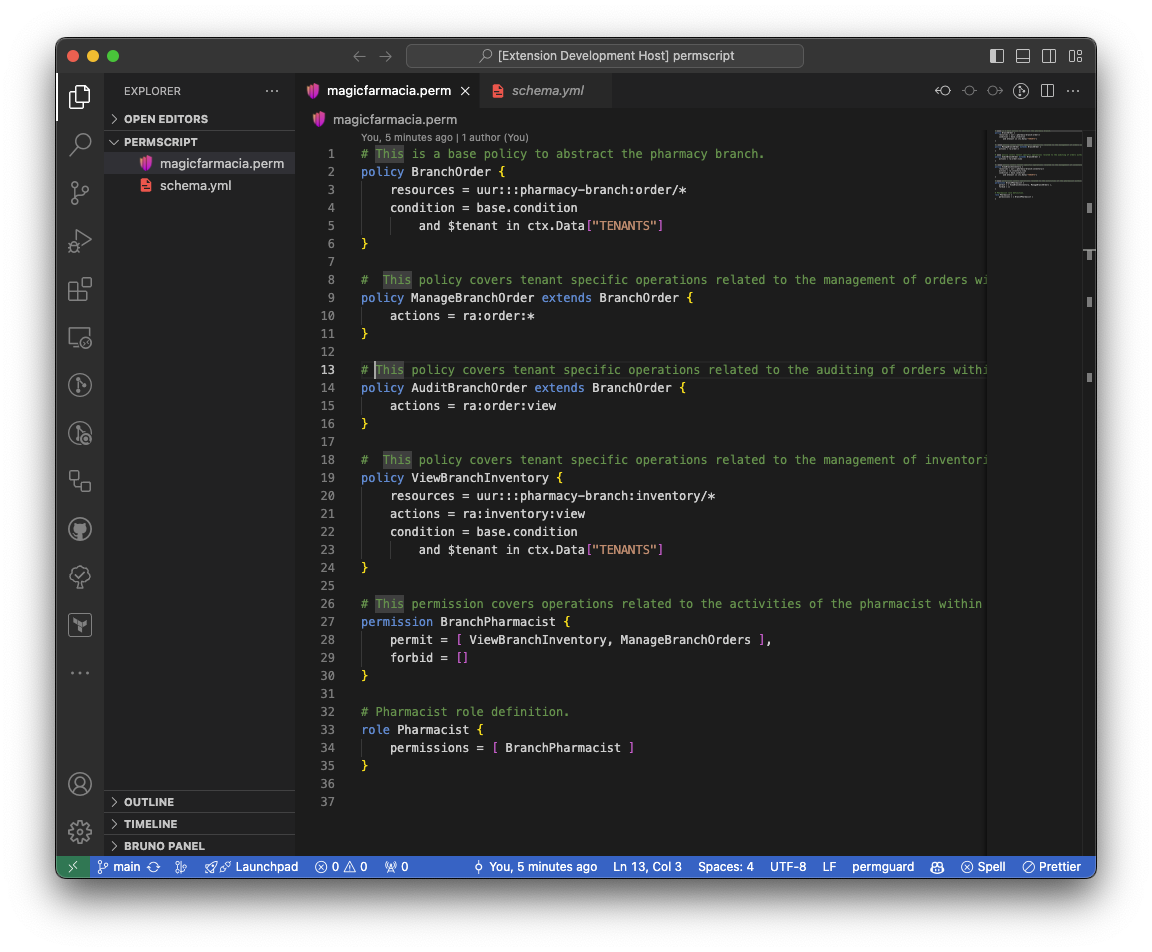 [Extension Development Host] permscript
EXPLORER
OPEN EDITORS
PERMSCRIPT
magicfarmacia.perm
schema.yml
OUTLINE
TIMELINE
BRUNO PANEL
magicfarmacia.perm
schema.yml
magicfarmacia.perm
You, 5 minutes ago | 1 author (You)
1 # This is a base policy to abstract the pharmacy branch.
2 policy BranchOrder {
3 resources = uur:::pharmacy-branch:order/*
4 condition = base.condition
5 and $tenant in ctx.Data["TENANTS"]
6 }
7
8 #  This policy covers tenant specific operations related to the management of orders wi
9 policy ManageBranchOrder extends BranchOrder {
10 actions = ra:order:*
11 }
12
13 # This policy covers tenant specific operations related to the auditing of orders withi
14 policy AuditBranchOrder extends BranchOrder {
15 actions = ra:order:view
16 }
17
18 #  This policy covers tenant specific operations related to the management of inventori
19 policy ViewBranchInventory {
20 resources = uur:::pharmacy-branch:inventory/*
21 actions = ra:inventory:view
22 condition = base.condition
23 and $tenant in ctx.Data["TENANTS"]
24 }
25
26 # This permission covers operations related to the activities of the pharmacist within
27 permission BranchPharmacist {
28 permit = [ ViewBranchInventory, ManageBranchOrders ],
29 forbid = []
30 }
31
32 # Pharmacist role definition.
33 role Pharmacist {
34 permissions = [ BranchPharmacist ]
35 }
36
37
main Launchpad 0 0 0 You, 5 minutes ago Ln 13, Col 3 Spaces: 4 UTF-8 LF permguard Spell Prettier